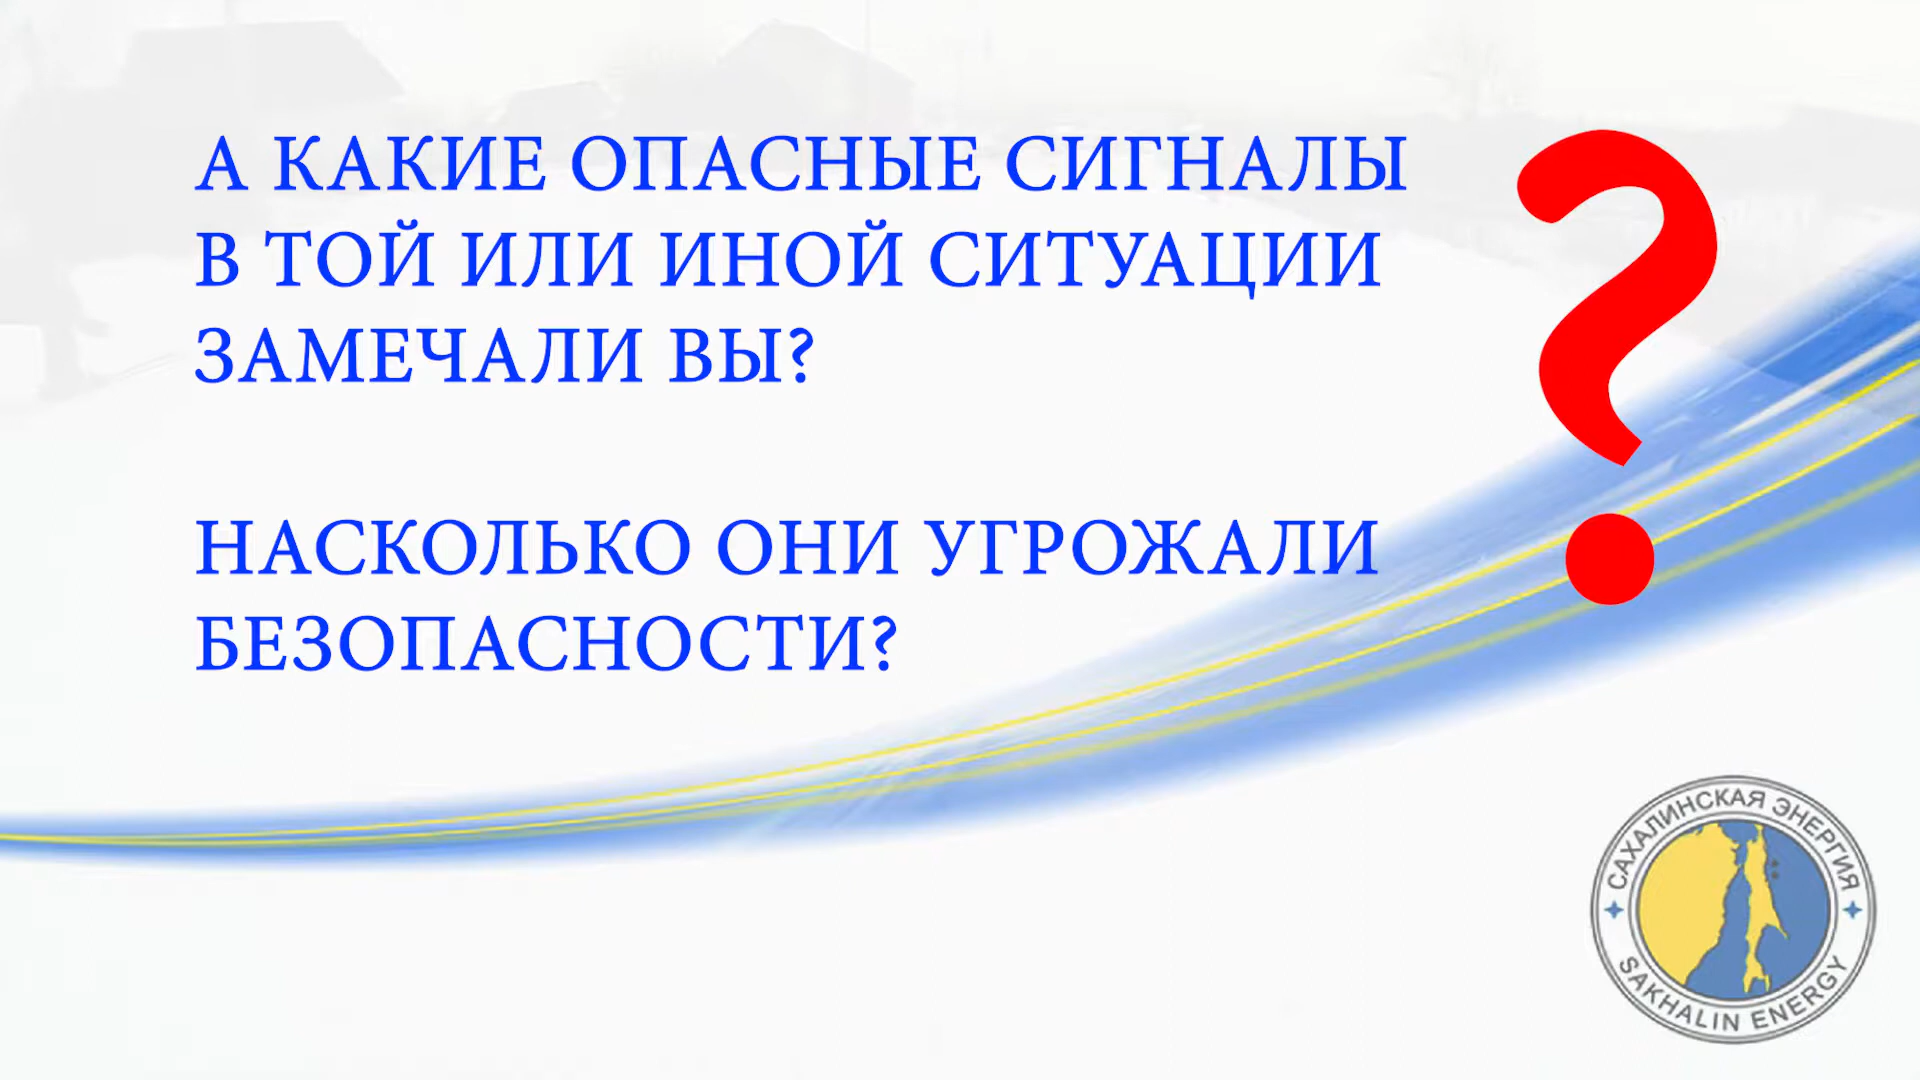 А КАКИЕ ОПАСНЫЕ СИГНАЛЫ
В ТОЙ ИЛИ ИНОЙ СИТУАЦИИ
ЗАМЕЧАЛИ ВЫ?
?
НАСКОЛЬКО ОНИ УГРОЖАЛИ
БЕЗОПАСНОСТИ?
САХАЛИНСКАЯ ЭНЕРГИЯ
SAKHALIN ENERGY